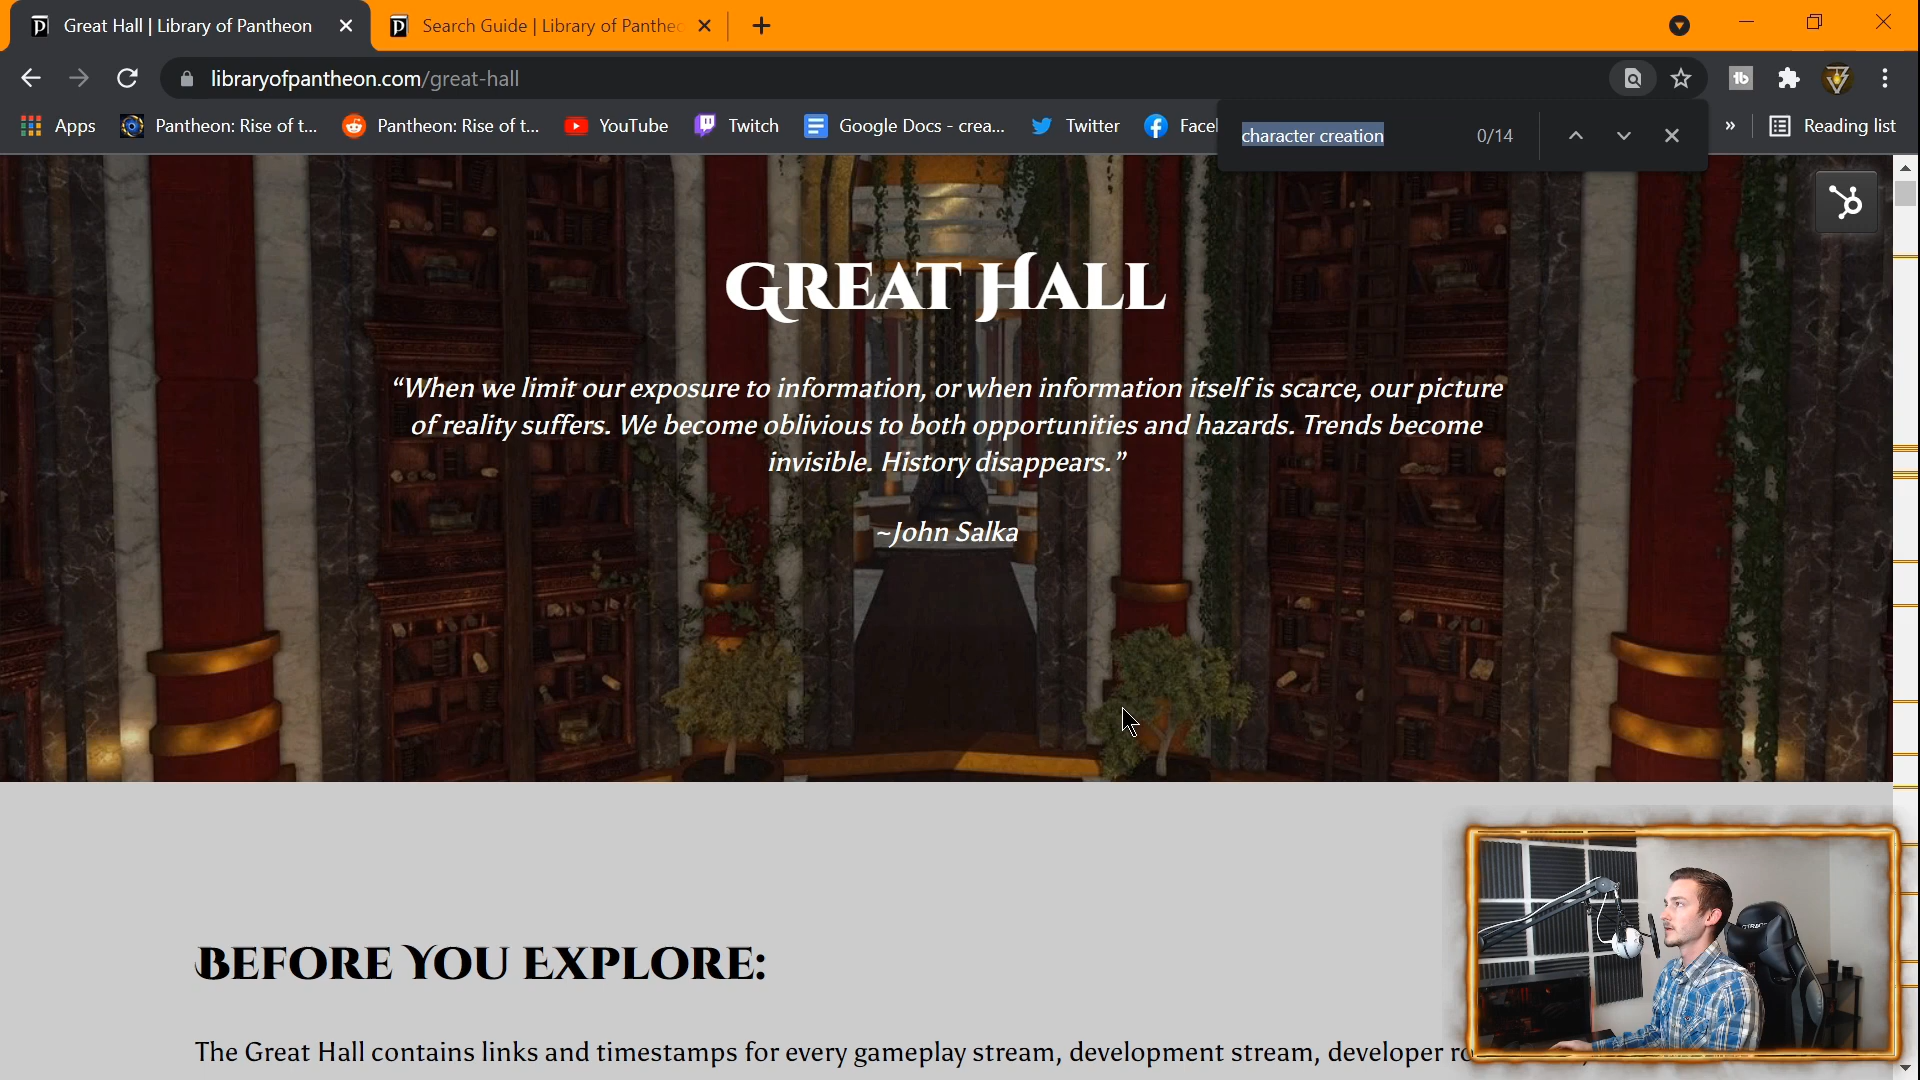 Great Hall | Library of Pantheon
Search Guide | Library of Pantheo
libraryofpantheon.com/great-hall
Apps
Pantheon: Rise of t...
Pantheon: Rise of t...
YouTube
Twitch
Google Docs - crea...
Twitter
Facel
character creation
0/14
»
Reading list
GREAT HALL
“When we limit our exposure to information, or when information itself is scarce, our picture
of reality suffers. We become oblivious to both opportunities and hazards. Trends become
invisible. History disappears.”
~John Salka
BEFORE YOU EXPLORE:
The Great Hall contains links and timestamps for every gameplay stream, development stream, developer ro